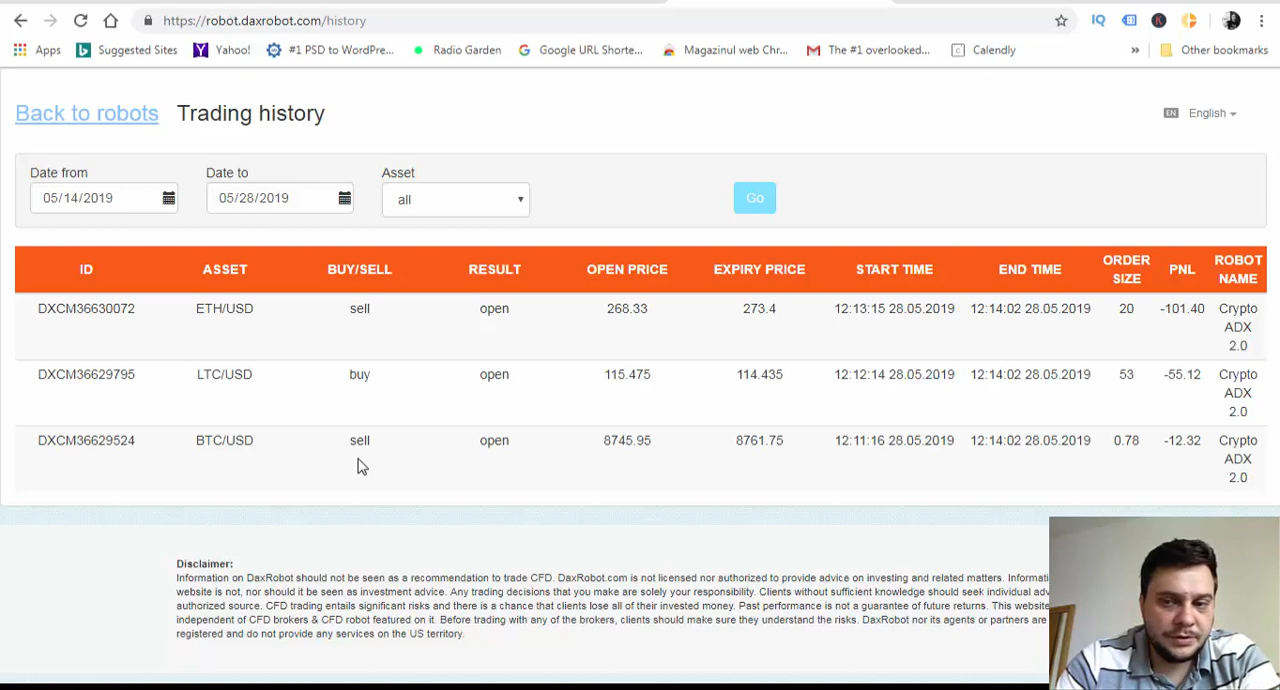 https://robot.daxrobot.com/history
Apps Suggested Sites Yahoo! #1 PSD to WordPre... Radio Garden Google URL Shorte... Magazinul web Chr... The #1 overlooked... Calendly » Other bookmarks
Back to robots Trading history EN English
Date from Date to Asset
05/14/2019 05/28/2019 all Go
ID ASSET BUY/SELL RESULT OPEN PRICE EXPIRY PRICE START TIME END TIME ORDER SIZE PNL ROBOT NAME
DXCM36630072 ETH/USD sell open 268.33 273.4 12:13:15 28.05.2019 12:14:02 28.05.2019 20 -101.40 Crypto ADX 2.0
DXCM36629795 LTC/USD buy open 115.475 114.435 12:12:14 28.05.2019 12:14:02 28.05.2019 53 -55.12 Crypto ADX 2.0
DXCM36629524 BTC/USD sell open 8745.95 8761.75 12:11:16 28.05.2019 12:14:02 28.05.2019 0.78 -12.32 Crypto ADX 2.0
Disclaimer:
Information on DaxRobot should not be seen as a recommendation to trade CFD. DaxRobot.com is not licensed nor authorized to provide advice on investing and related matters. Informati
website is not, nor should it be seen as investment advice. Any trading decisions that you make are solely your responsibility. Clients without sufficient knowledge should seek individual adv
authorized source. CFD trading entails significant risks and there is a chance that clients lose all of their invested money. Past performance is not a guarantee of future returns. This website
independent of CFD brokers & CFD robot featured on it. Before trading with any of the brokers, clients should make sure they understand the risks. DaxRobot nor its agents or partners are
registered and do not provide any services on the US territory.